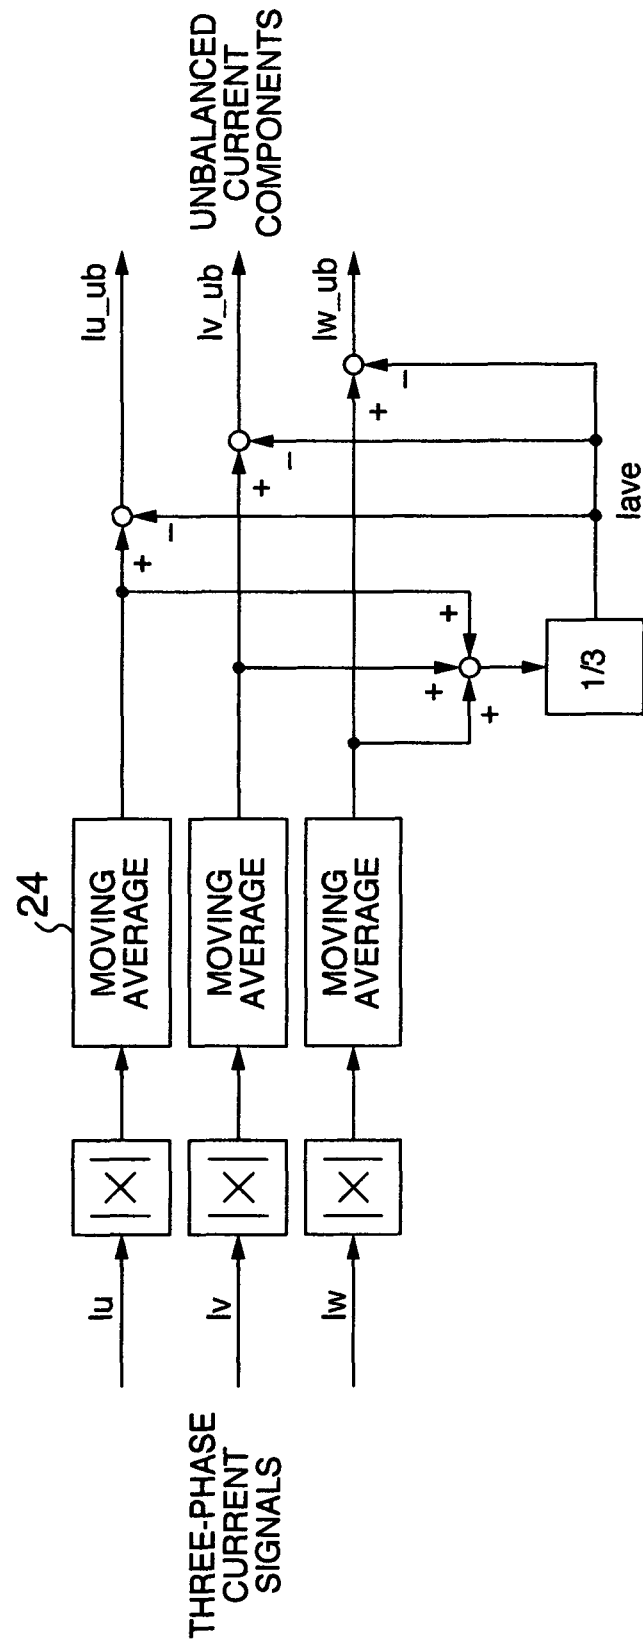 THREE-PHASE
CURRENT
SIGNALS
Iu
Iv
Iw
|X|
|X|
|X|
24
MOVING
AVERAGE
MOVING
AVERAGE
MOVING
AVERAGE
+
+
+
1/3
Iave
+
−
+
−
+
−
Iu_ub
Iv_ub
Iw_ub
UNBALANCED
CURRENT
COMPONENTS